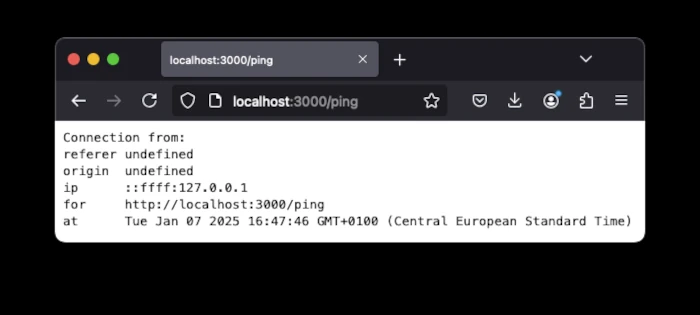 localhost:3000/ping
localhost:3000/ping
Connection from:
referer undefined
origin  undefined
ip      ::ffff:127.0.0.1
for     http://localhost:3000/ping
at      Tue Jan 07 2025 16:47:46 GMT+0100 (Central European Standard Time)